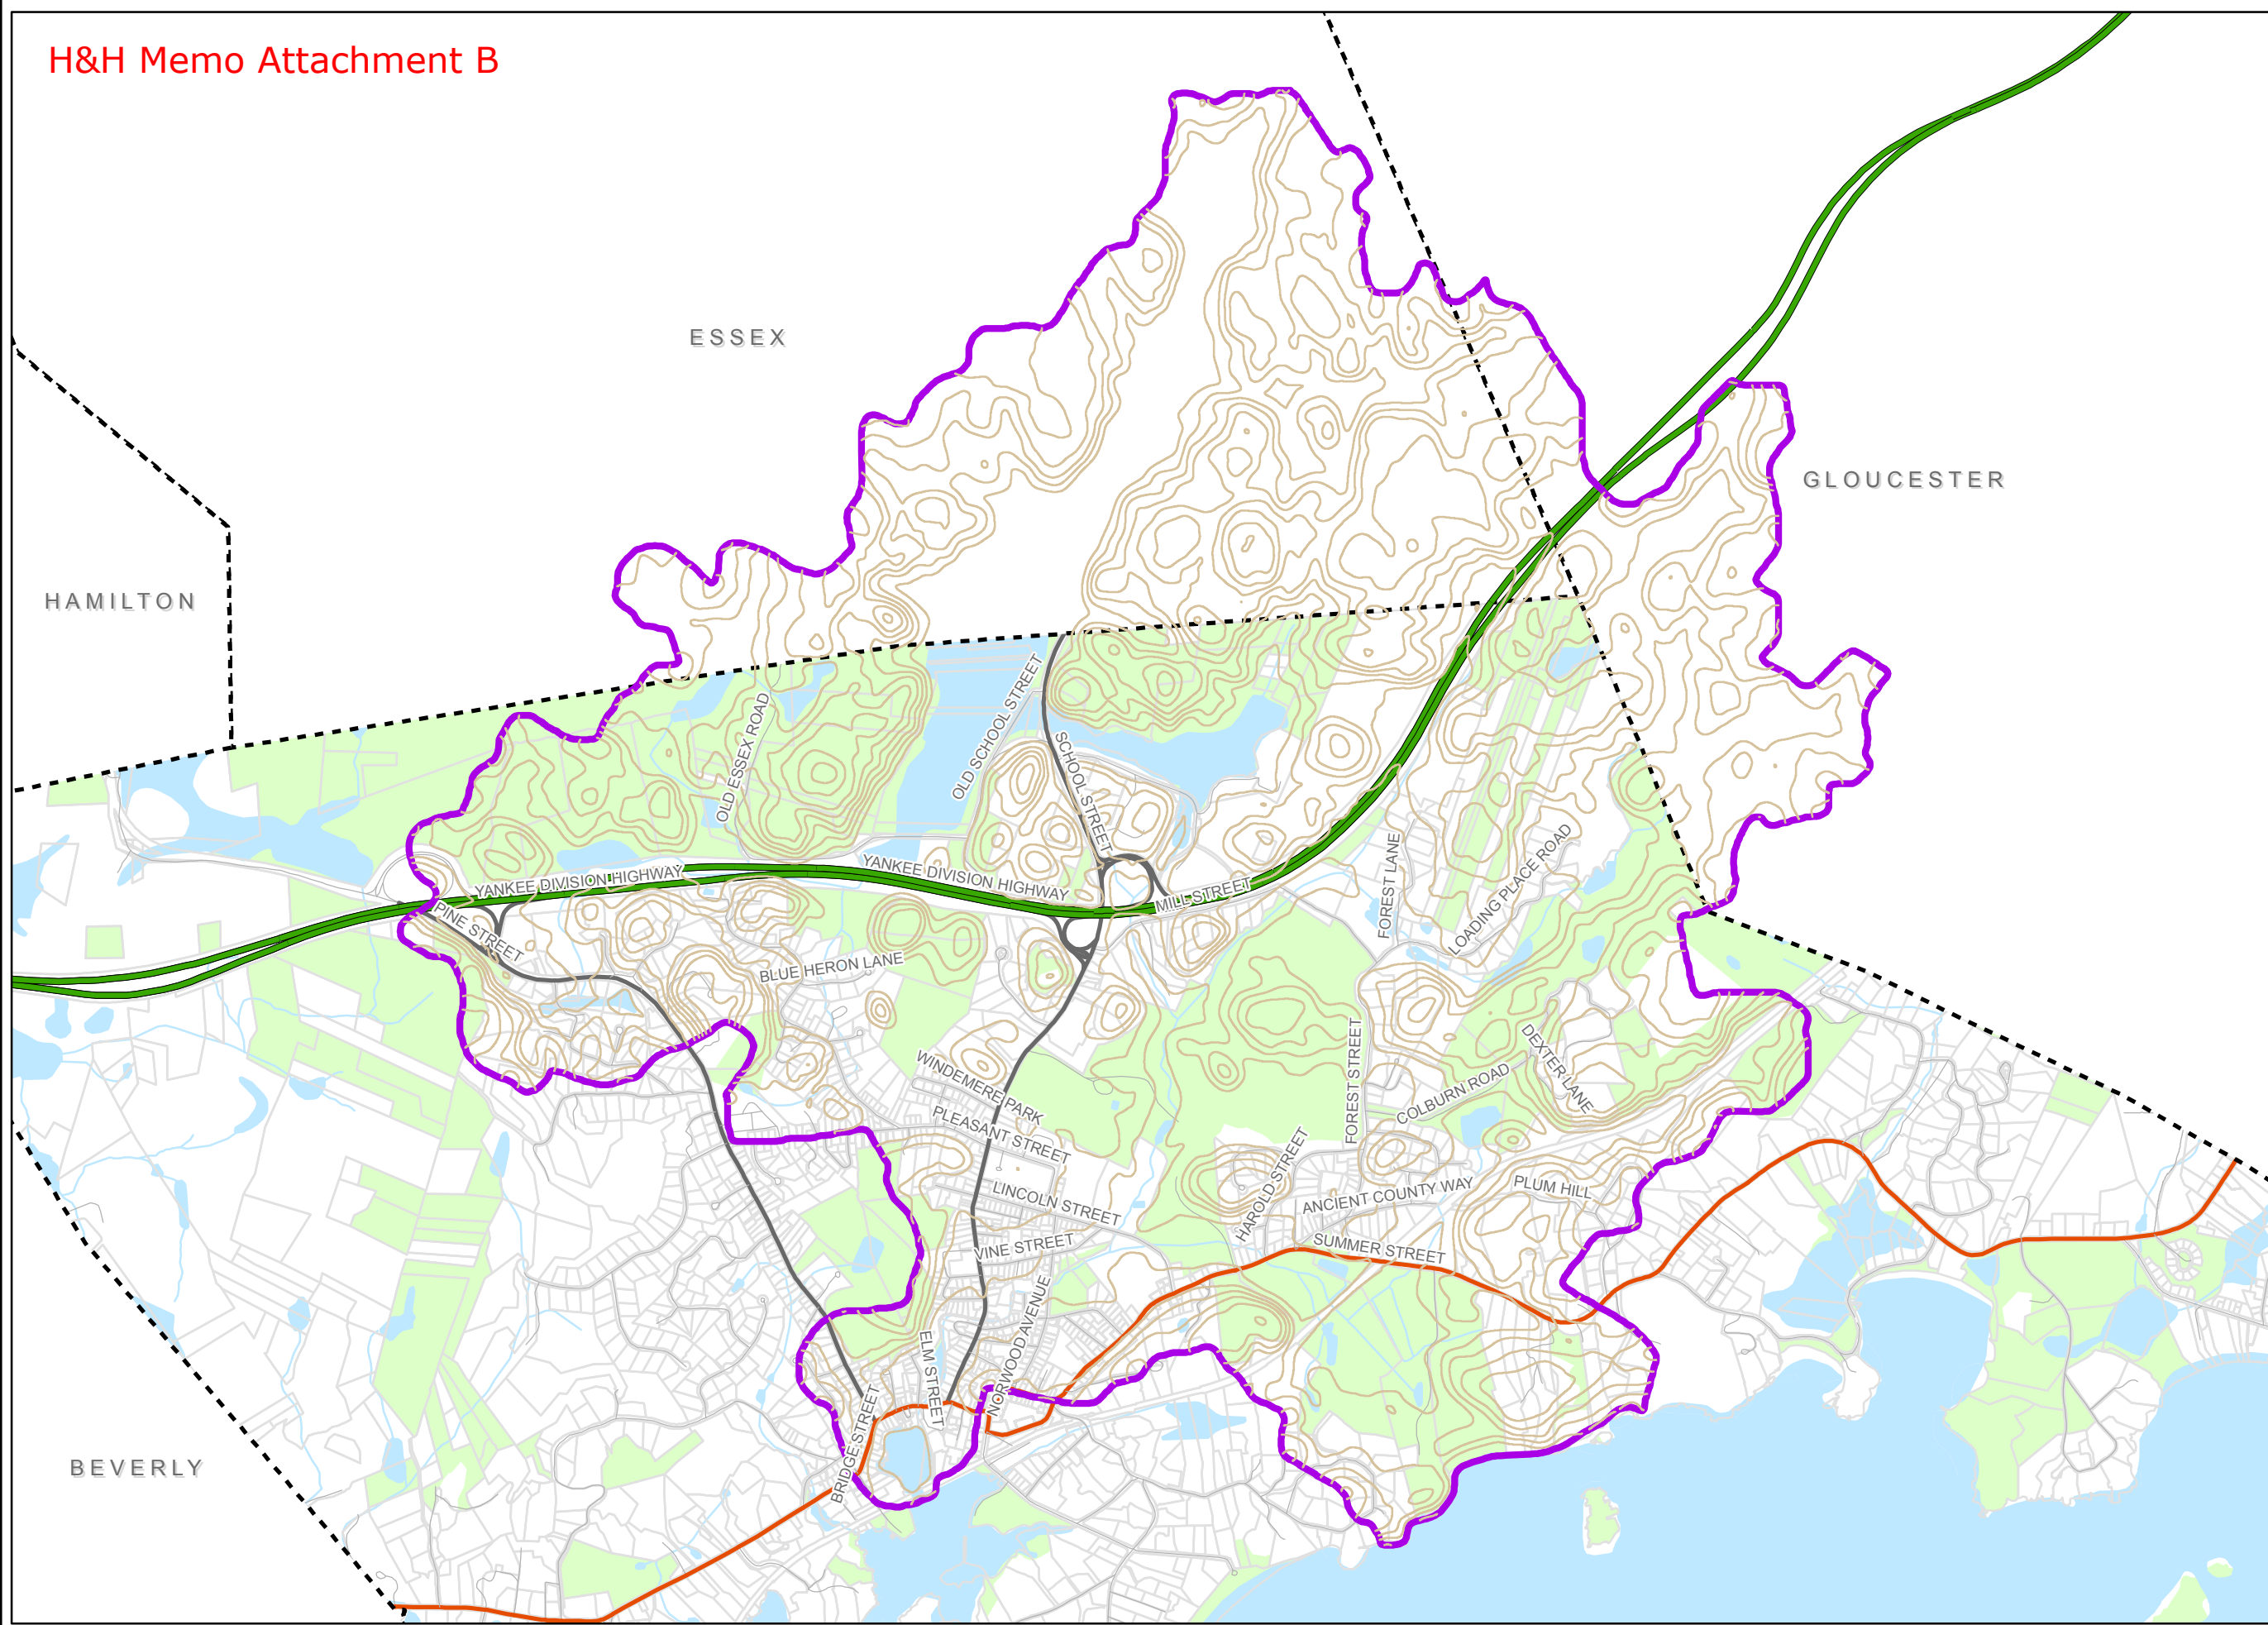 H&H Memo Attachment B
ESSEX
GLOUCESTER
HAMILTON
OLD ESSEX ROAD
OLD SCHOOL STREET
SCHOOL STREET
YANKEE DIVISION HIGHWAY
YANKEE DIVISION HIGHWAY
MILL STREET
FOREST LANE
LOADING PLACE ROAD
PINE STREET
BLUE HERON LANE
WINDEMERE PARK
PLEASANT STREET
FOREST STREET
COLBURN ROAD
DEXTER LANE
LINCOLN STREET
HAROLD STREET
ANCIENT COUNTY WAY
PLUM HILL
VINE STREET
SUMMER STREET
NORWOOD AVENUE
ELM STREET
BRIDGE STREET
BEVERLY